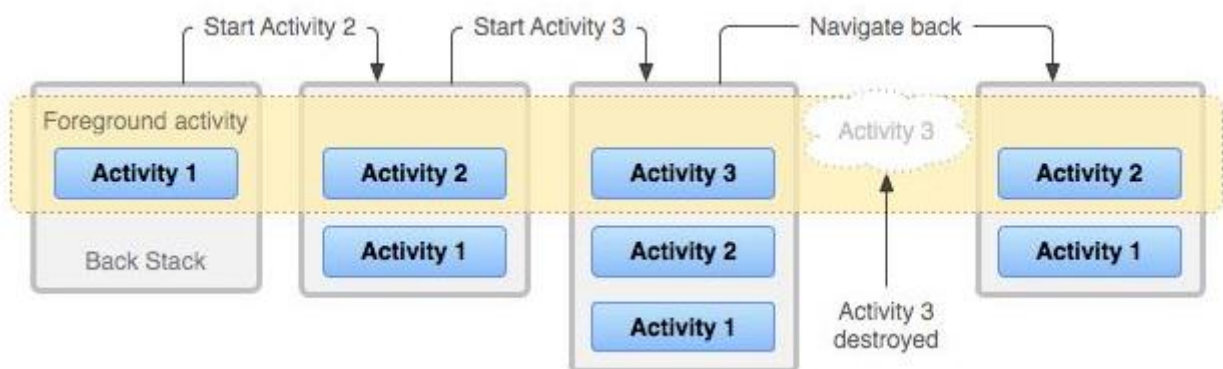 Start Activity 2
Start Activity 3
Navigate back
Foreground activity
Activity 1
Back Stack
Activity 2
Activity 1
Activity 3
Activity 2
Activity 1
Activity 3
Activity 3
destroyed
Activity 2
Activity 1